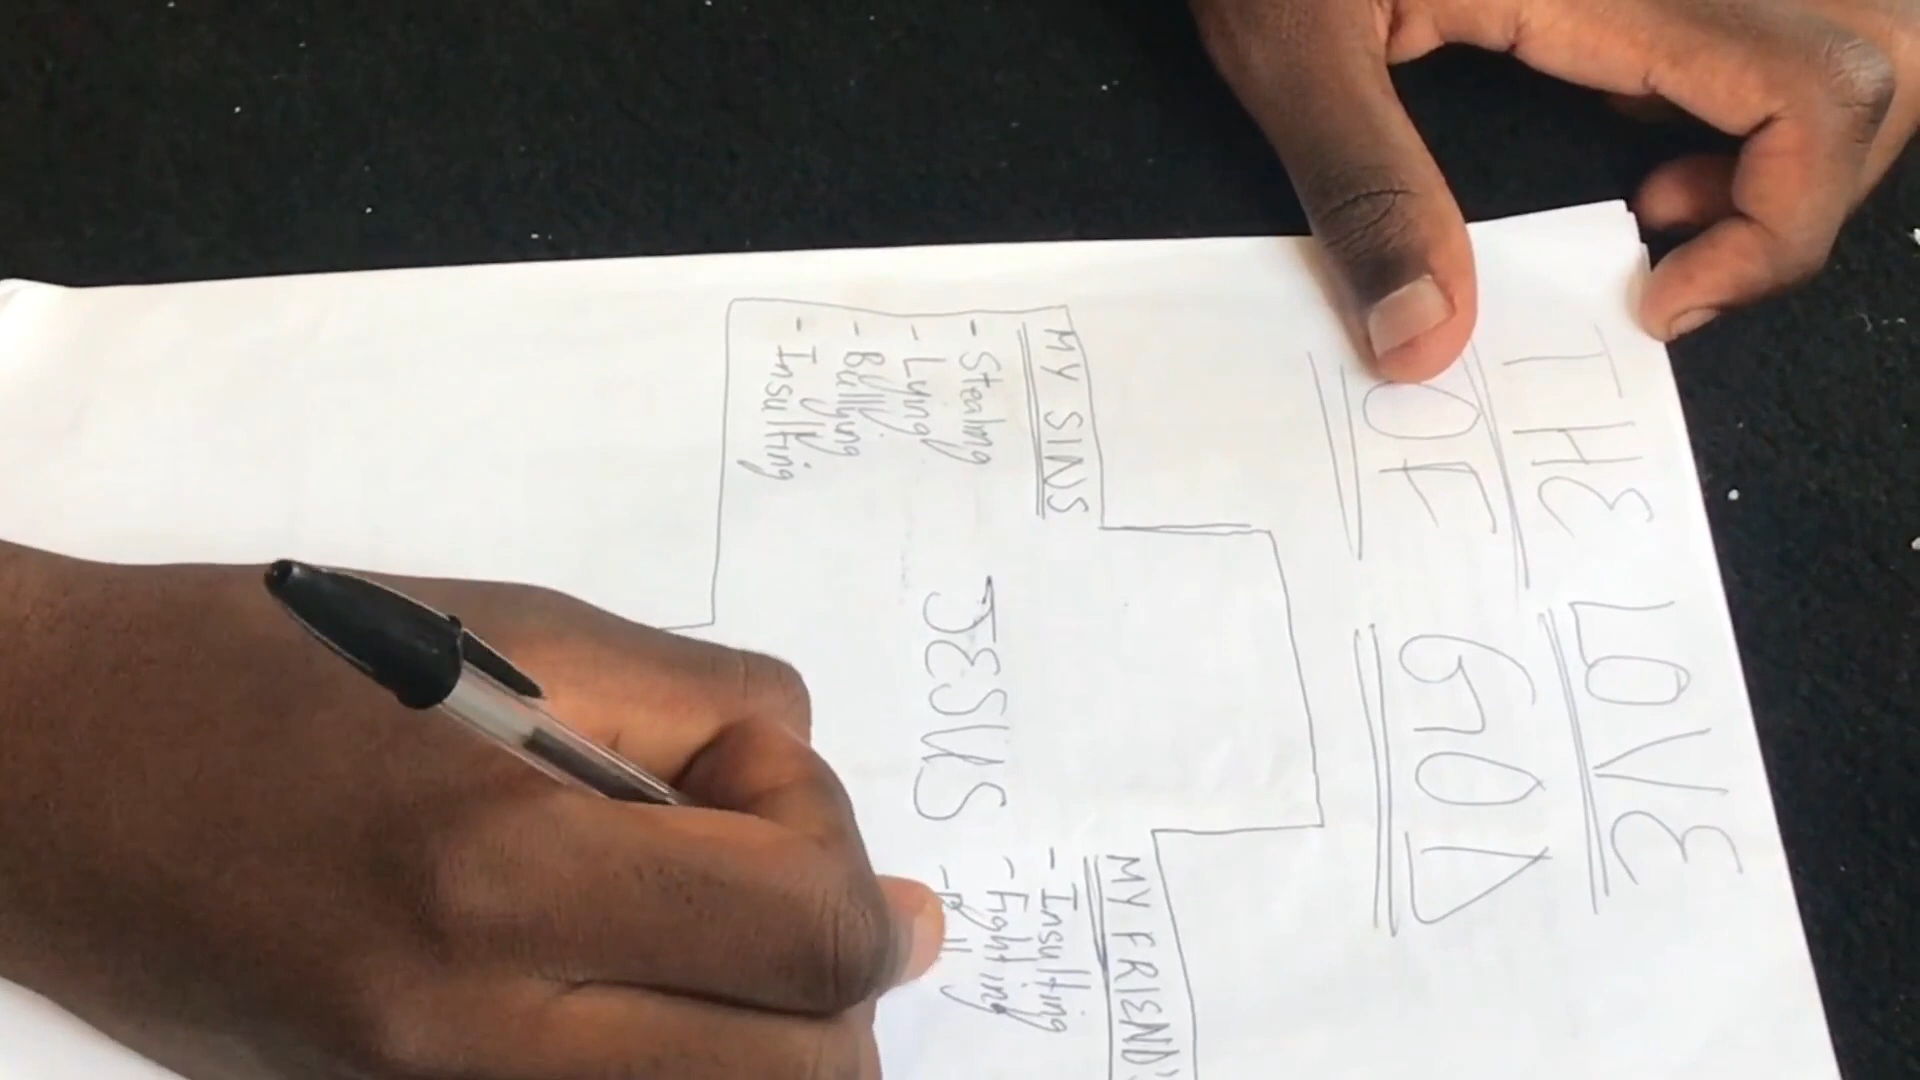 THE LOVE
OF GOD
MY SINS
- Stealing
- Lying
- Bullying
- Insulting
JESUS
MY FRIEND'
- Insulting
- Fighting
-